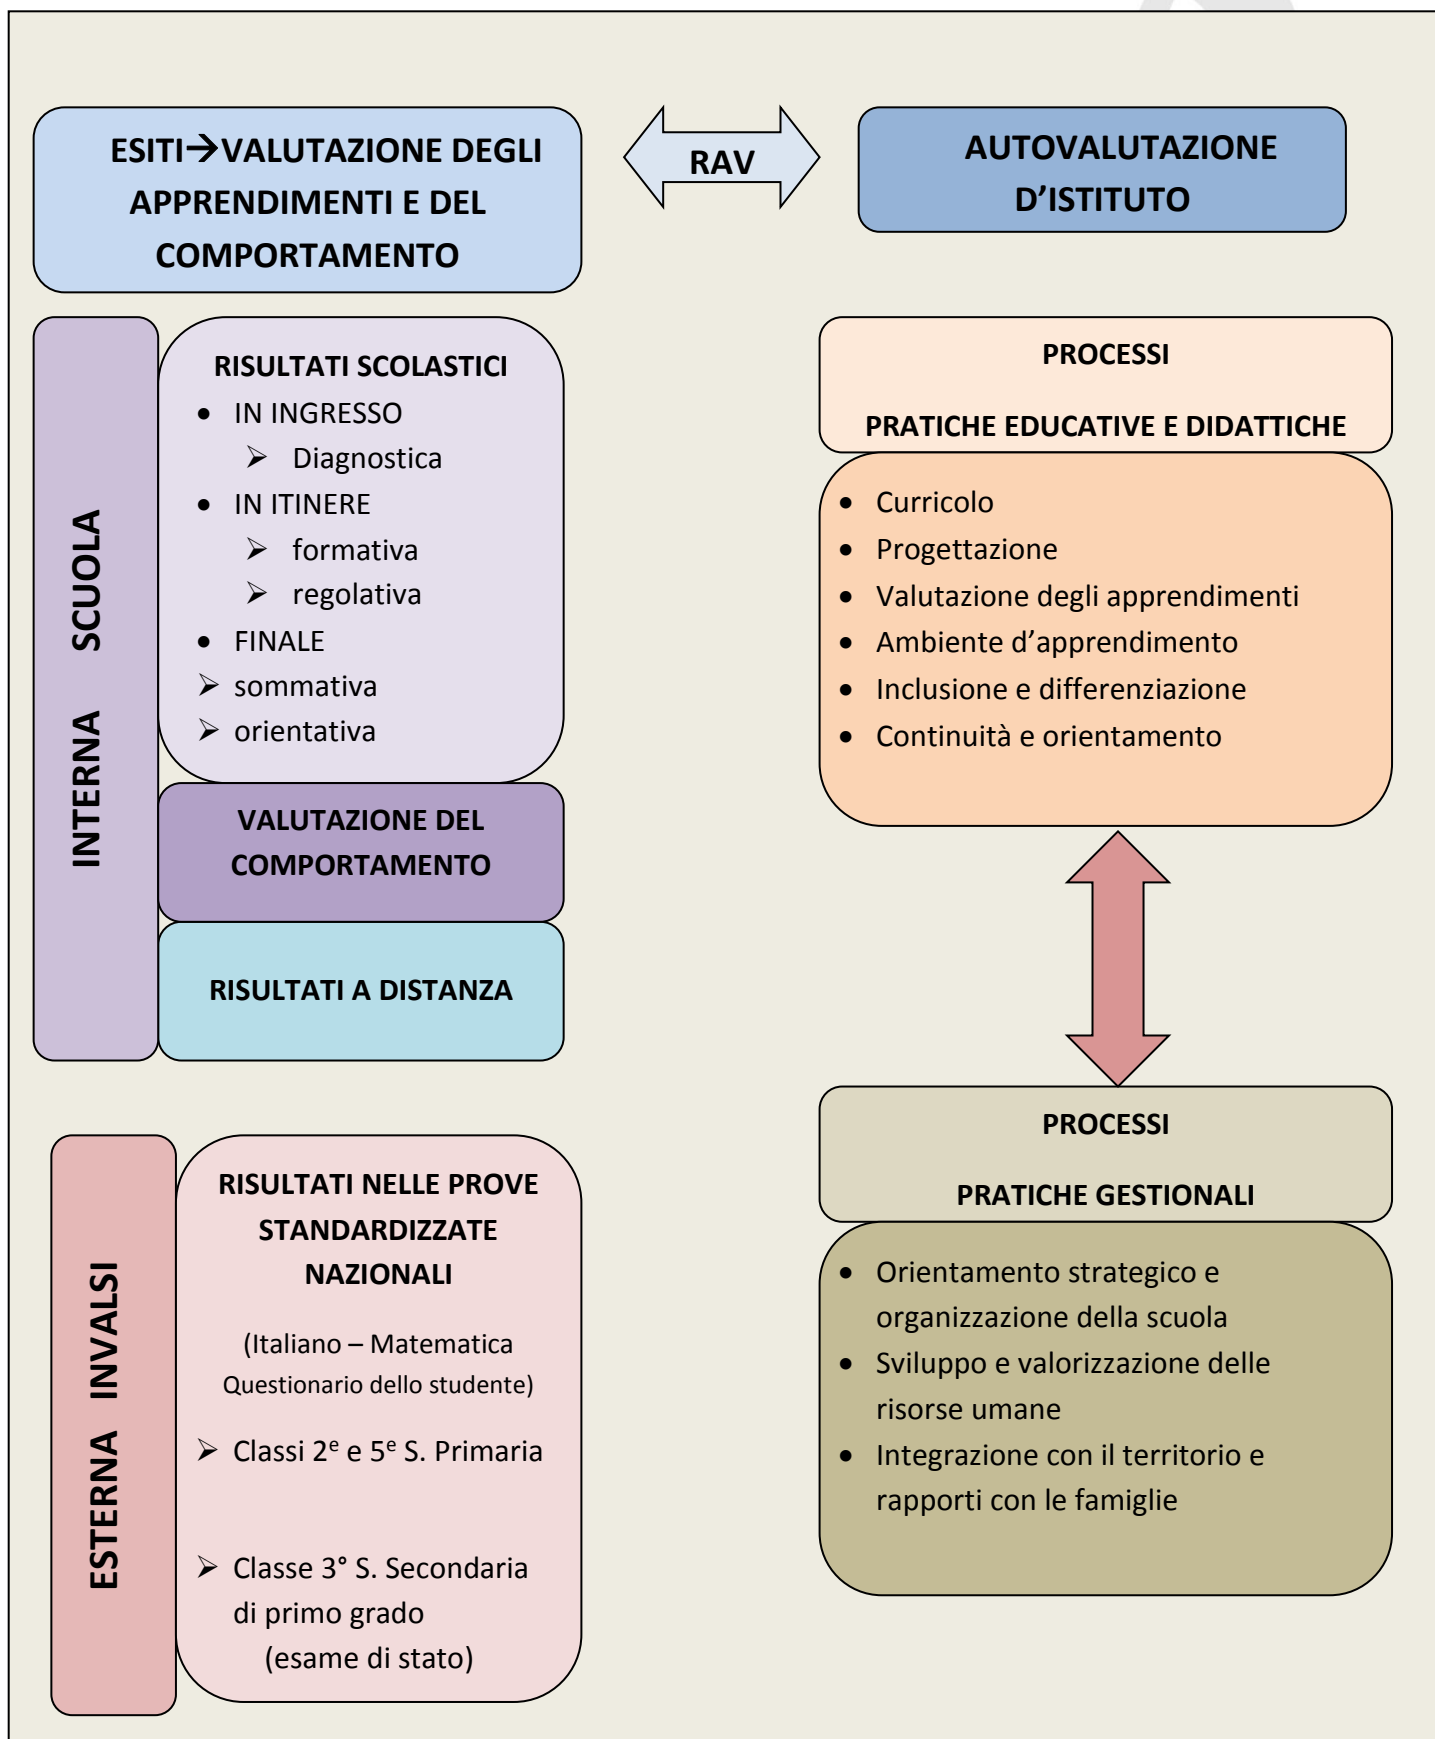 ESITI→VALUTAZIONE DEGLI
APPRENDIMENTI E DEL
COMPORTAMENTO
RAV
AUTOVALUTAZIONE
D’ISTITUTO
INTERNA SCUOLA
RISULTATI SCOLASTICI
• IN INGRESSO
➢ Diagnostica
• IN ITINERE
➢ formativa
➢ regolativa
• FINALE
➢ sommativa
➢ orientativa
VALUTAZIONE DEL
COMPORTAMENTO
RISULTATI A DISTANZA
ESTERNA INVALSI
RISULTATI NELLE PROVE
STANDARDIZZATE
NAZIONALI
(Italiano – Matematica
Questionario dello studente)
➢ Classi 2ᵉ e 5ᵉ S. Primaria
➢ Classe 3° S. Secondaria
di primo grado
(esame di stato)
PROCESSI
PRATICHE EDUCATIVE E DIDATTICHE
• Curricolo
• Progettazione
• Valutazione degli apprendimenti
• Ambiente d’apprendimento
• Inclusione e differenziazione
• Continuità e orientamento
PROCESSI
PRATICHE GESTIONALI
• Orientamento strategico e
organizzazione della scuola
• Sviluppo e valorizzazione delle
risorse umane
• Integrazione con il territorio e
rapporti con le famiglie